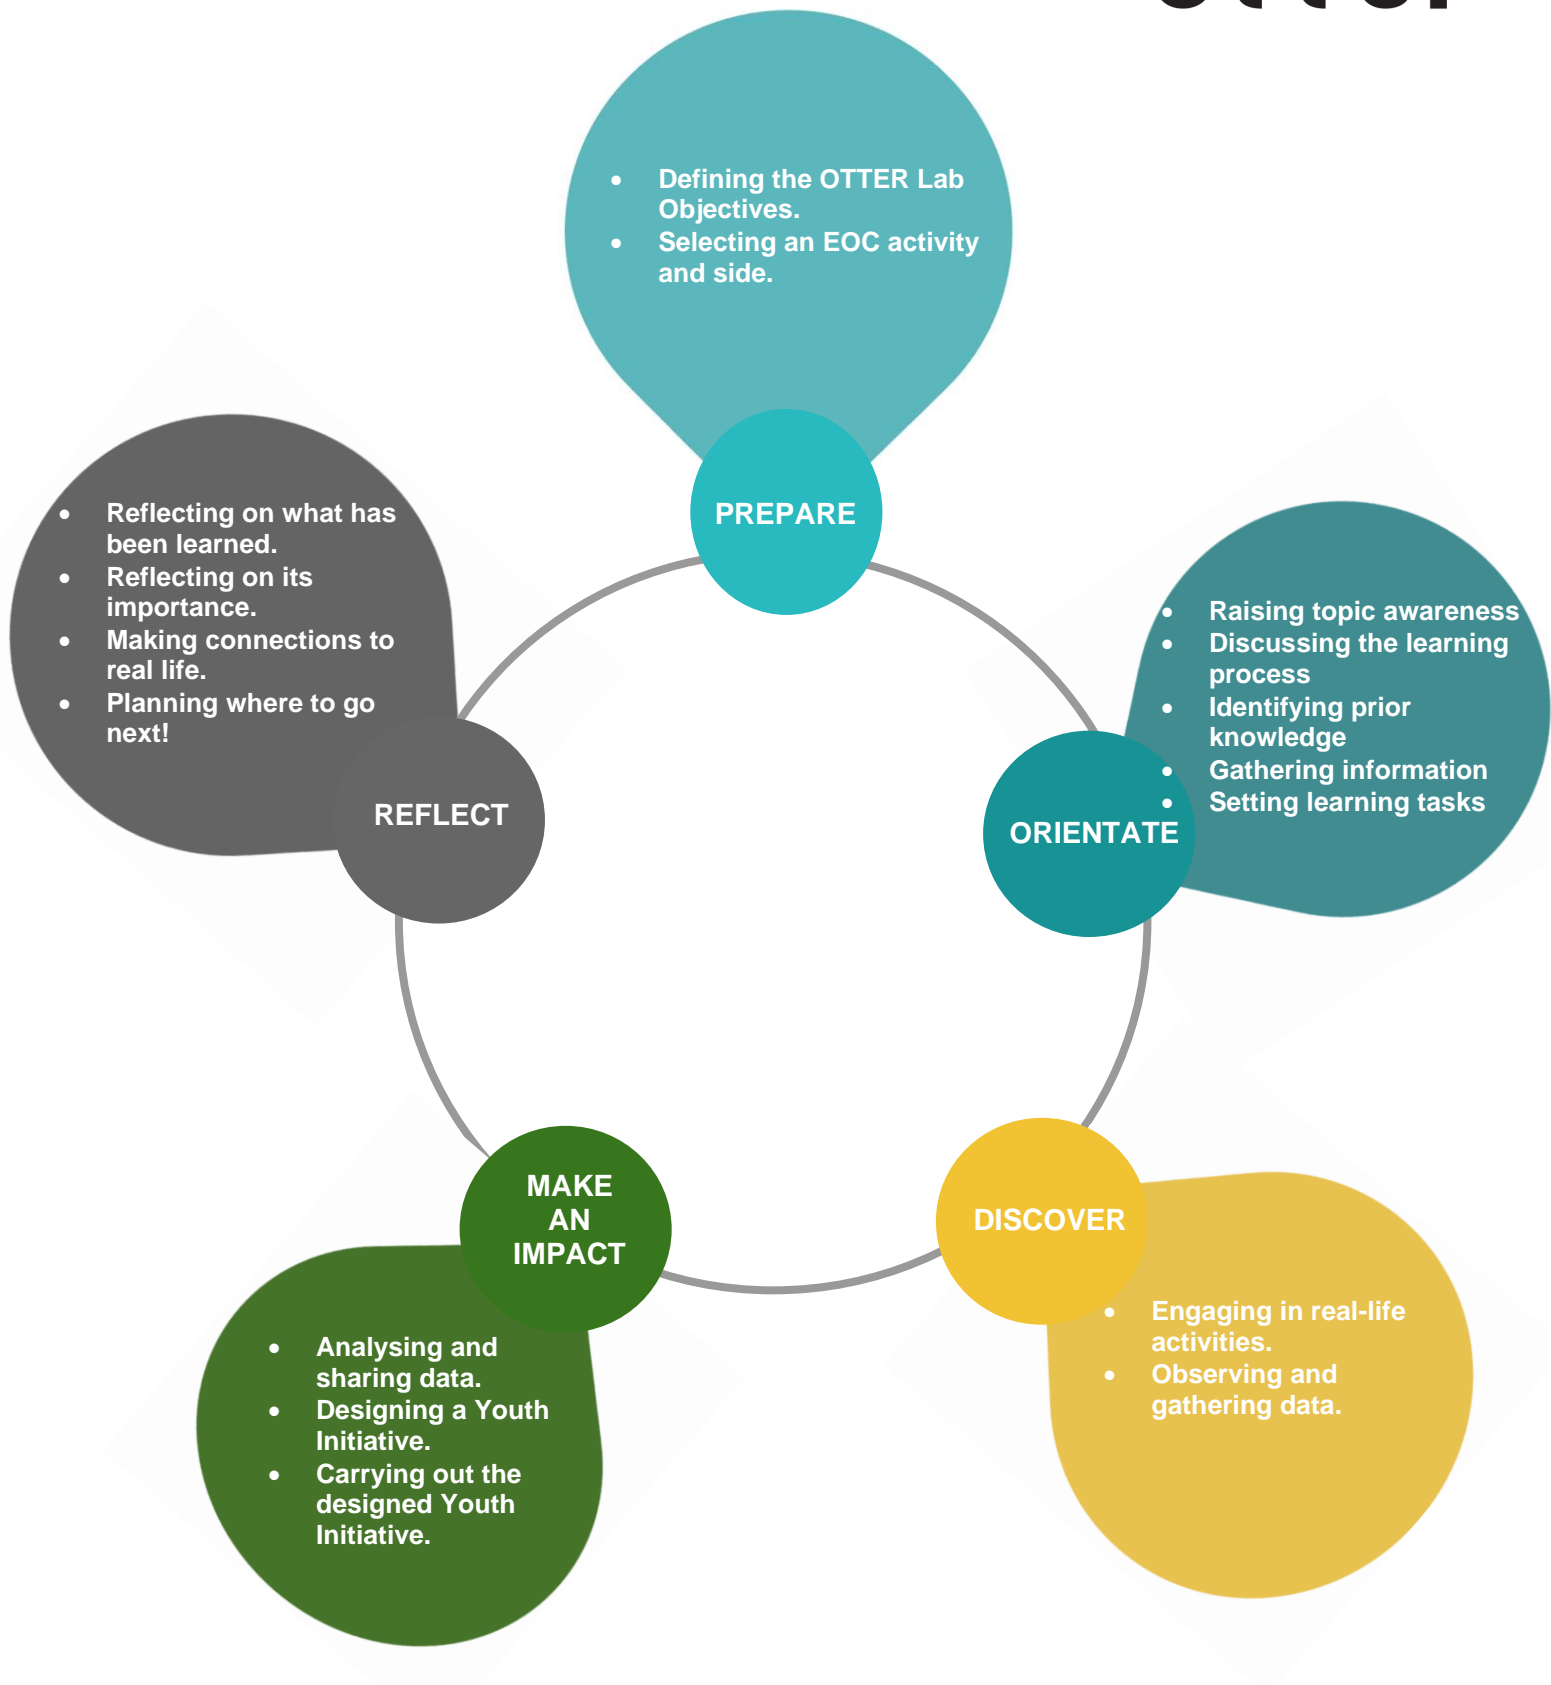 • Defining the OTTER Lab
Objectives.
• Selecting an EOC activity
and side.
PREPARE
• Raising topic awareness
• Discussing the learning
process
• Identifying prior
knowledge
• Gathering information
• Setting learning tasks
ORIENTATE
DISCOVER
• Engaging in real-life
activities.
• Observing and
gathering data.
MAKE
AN
IMPACT
• Analysing and
sharing data.
• Designing a Youth
Initiative.
• Carrying out the
designed Youth
Initiative.
• Reflecting on what has
been learned.
• Reflecting on its
importance.
• Making connections to
real life.
• Planning where to go
next!
REFLECT